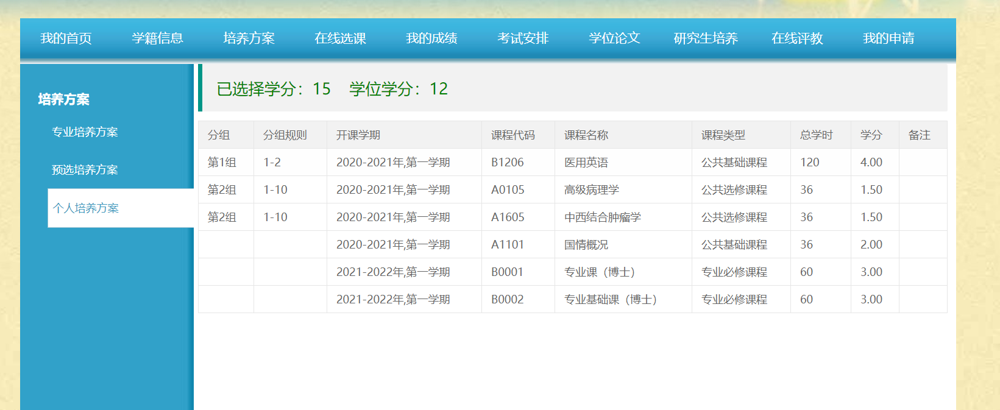 我的首页 学籍信息 培养方案 在线选课 我的成绩 考试安排 学位论文 研究生培养 在线评教 我的申请
培养方案
专业培养方案
预选培养方案
个人培养方案
已选择学分：15 学位学分：12
分组 分组规则 开课学期 课程代码 课程名称 课程类型 总学时 学分 备注
第1组 1-2 2020-2021年,第一学期 B1206 医用英语 公共基础课程 120 4.00
第2组 1-10 2020-2021年,第一学期 A0105 高级病理学 公共选修课程 36 1.50
第2组 1-10 2020-2021年,第一学期 A1605 中西结合肿瘤学 公共选修课程 36 1.50
2020-2021年,第一学期 A1101 国情概况 公共基础课程 36 2.00
2021-2022年,第一学期 B0001 专业课（博士） 专业必修课程 60 3.00
2021-2022年,第一学期 B0002 专业基础课（博士） 专业必修课程 60 3.00